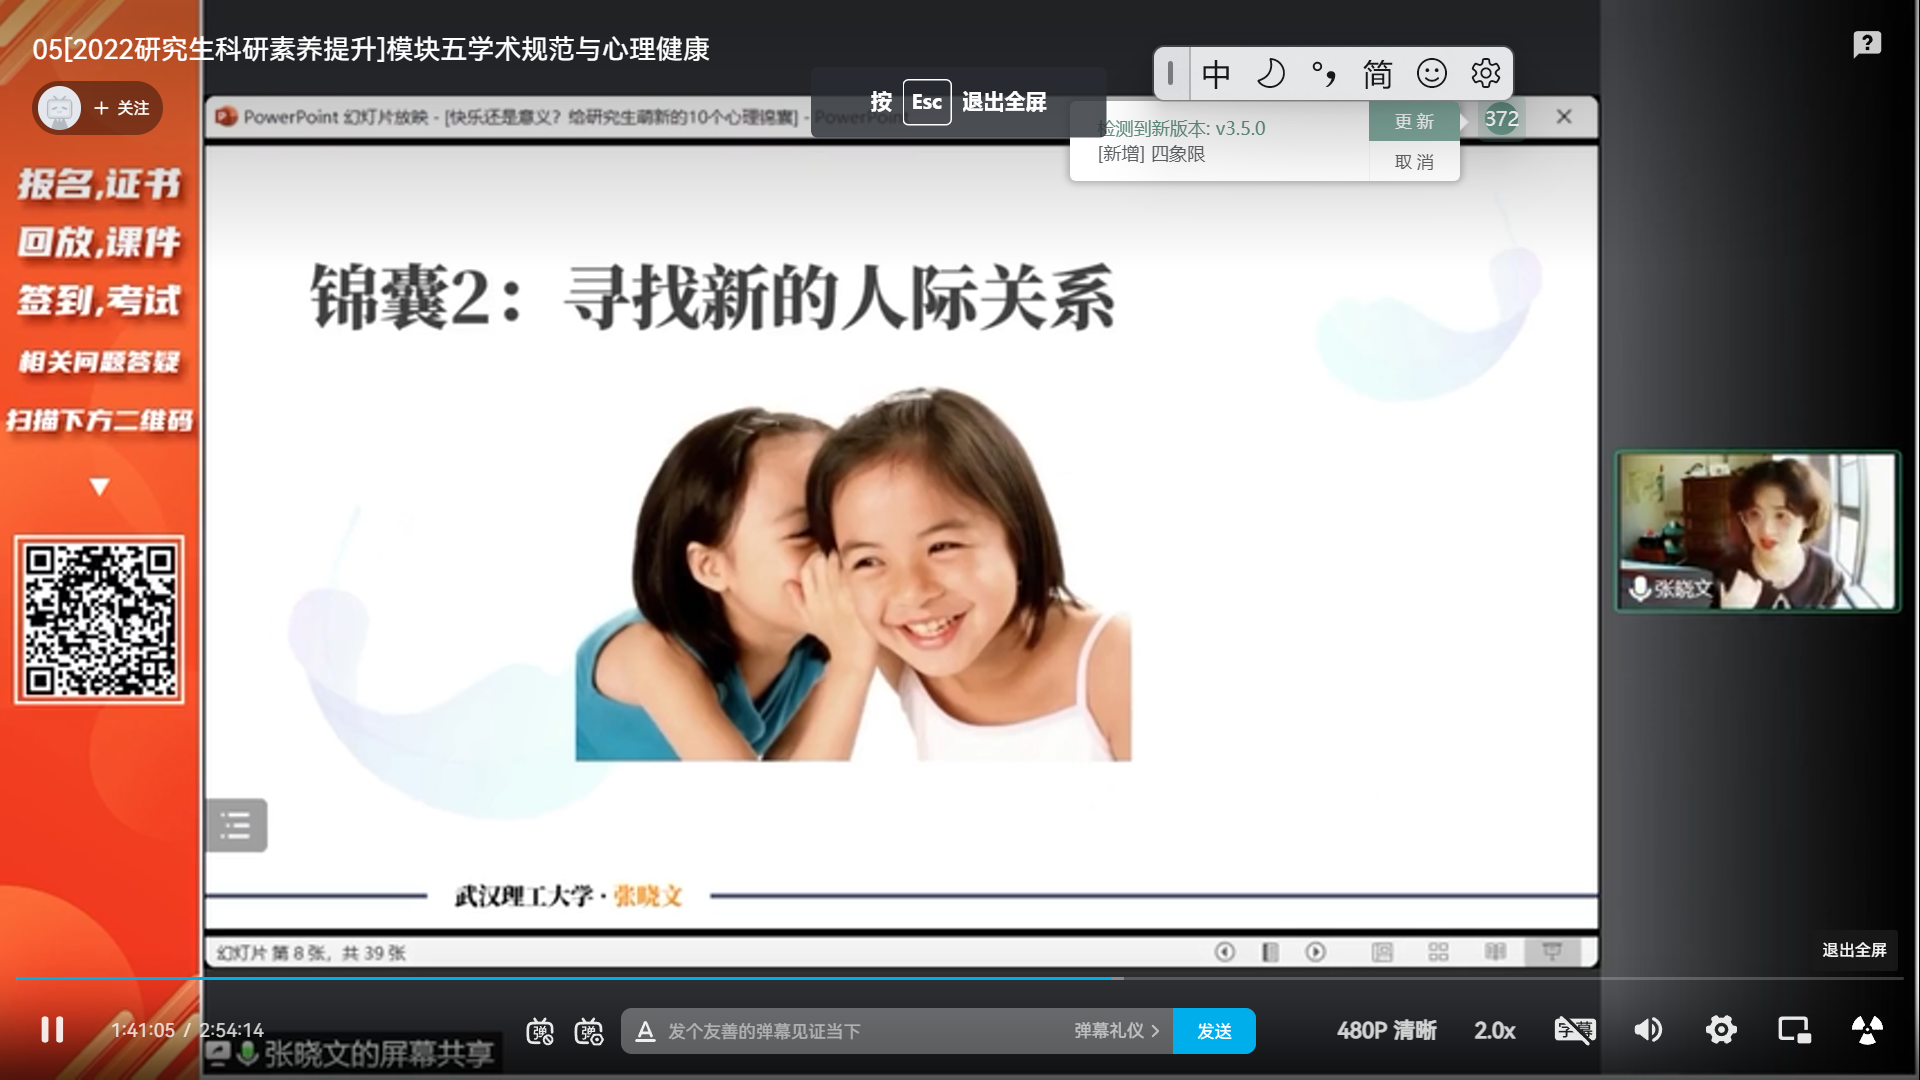 05[2022研究生科研素养提升]模块五学术规范与心理健康
+ 关注
中 简
按 Esc 退出全屏
PowerPoint 幻灯片放映 - [快乐还是意义？给研究生萌新的10个心理锦囊] - PowerPoint
检测到新版本: v3.5.0
[新增] 四象限
更新
取消
372
报名,证书
回放,课件
签到,考试
相关问题答疑
扫描下方二维码
锦囊2：寻找新的人际关系
张晓文
武汉理工大学·张晓文
幻灯片 第 8 张，共 39 张
退出全屏
1:41:05 / 2:54:14
张晓文的屏幕共享
弹
弹
A 发个友善的弹幕见证当下
弹幕礼仪 >
发送
480P 清晰
2.0x
字幕